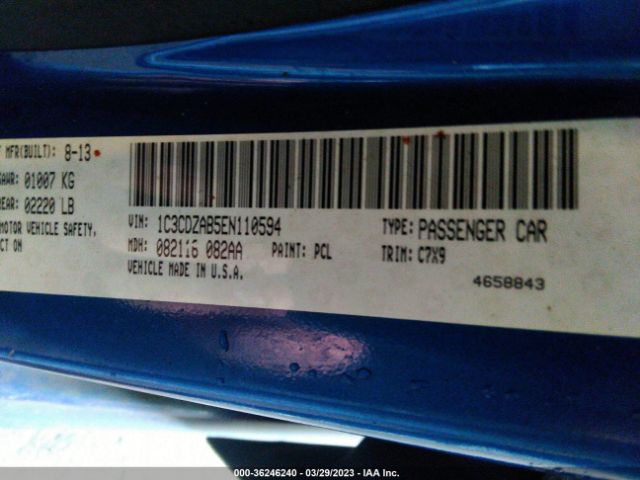 MFR(BUILT): 8-13
01007 KG
02220 LB
MOTOR VEHICLE SAFETY,
ON
VIN: 1C3CDZAB5EN110594
TYPE: PASSENGER CAR
MDH: 082116 082AA
PAINT: PCL
TRIM: C7X9
VEHICLE MADE IN U.S.A.
4658843
000-36246240 - 03/29/2023 - IAA Inc.